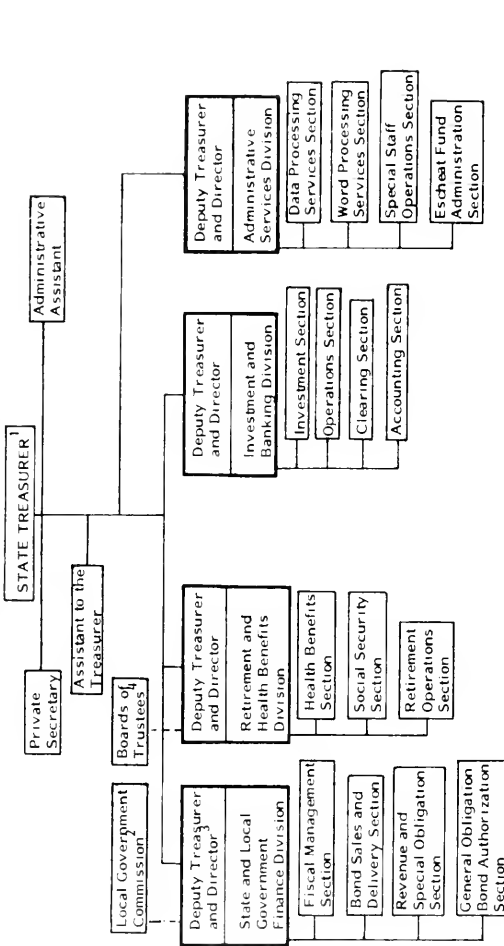 STATE TREASURER¹
Private
Secretary
Administrative
Assistant
Assistant to the
Treasurer
Local Government
Commission²
Boards of
Trustees⁴
Deputy Treasurer
and Director³
State and Local
Government
Finance Division
Fiscal Management
Section
Bond Sales and
Delivery Section
Revenue and
Special Obligation
Section
General Obligation
Bond Authorization
Section
Deputy Treasurer
and Director
Retirement and
Health Benefits
Division
Health Benefits
Section
Social Security
Section
Retirement
Operations
Section
Deputy Treasurer
and Director
Investment and
Banking Division
Investment Section
Operations Section
Clearing Section
Accounting Section
Deputy Treasurer
and Director
Administrative
Services Division
Data Processing
Services Section
Word Processing
Services Section
Special Staff
Operations Section
Escheat Fund
Administration
Section